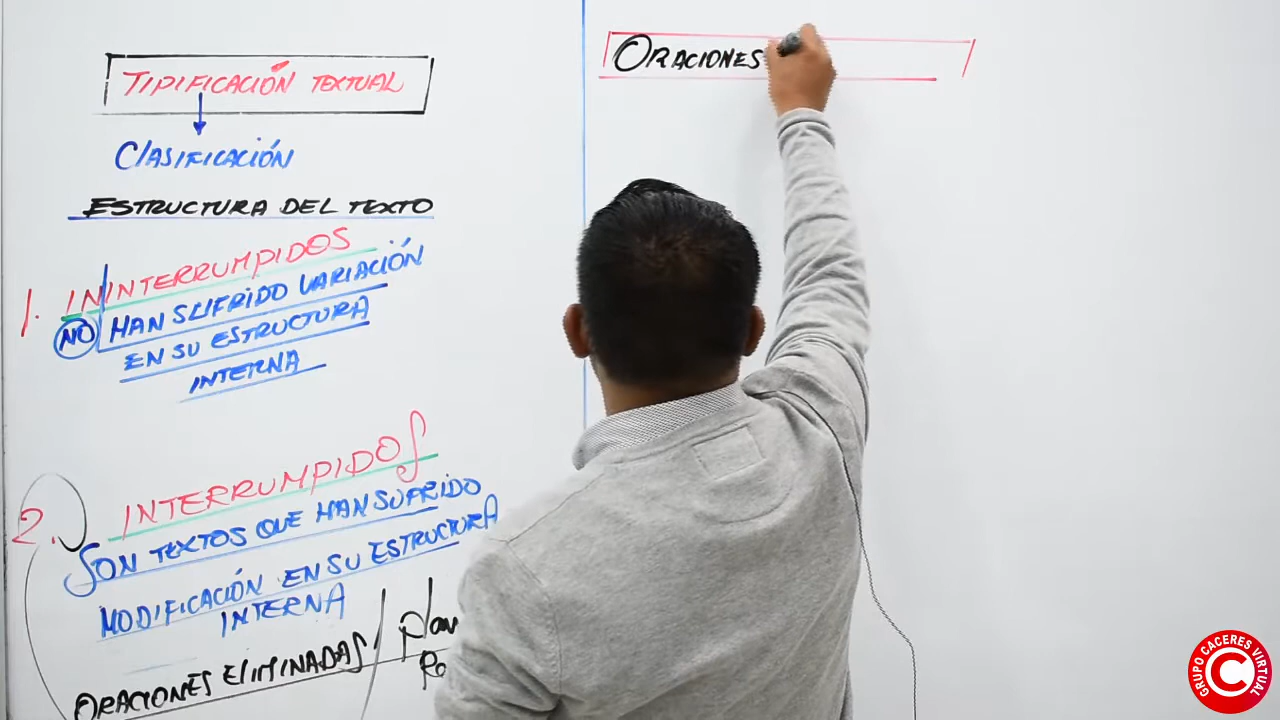 TIPIFICACIÓN TEXTUAL
ClASIFICACIÓN
ESTRUCTURA DEL TEXTO
1. ININTERRUMPIDOS
NO HAN SUFRIDO VARIACIÓN
EN SU ESTRUCTURA
INTERNA
2. INTERRUMPIDOS
SON TEXTOS QUE HAN SUFRIDO
MODIFICACIÓN EN SU ESTRUCTURA
INTERNA
ORACIONES ElIMINADAS /
ORACIONES
GRUPO CACERES VIRTUAL
C